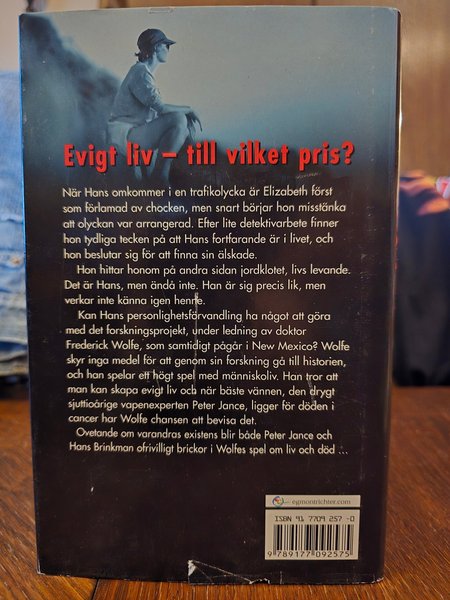 Evigt liv – till vilket pris?
När Hans omkommer i en trafikolycka är Elizabeth först
som förlamad av chocken, men snart börjar hon misstänka
att olyckan var arrangerad. Efter lite detektivarbete finner
hon tydliga tecken på att Hans fortfarande är i livet, och
hon beslutar sig för att finna sin älskade.
Hon hittar honom på andra sidan jordklotet, livs levande.
Det är Hans, men ändå inte. Han är sig precis lik, men
verkar inte känna igen henne.
Kan Hans personlighetsförvandling ha något att göra
med det forskningsprojekt, under ledning av doktor
Frederick Wolfe, som samtidigt pågår i New Mexico? Wolfe
skyr inga medel för att genom sin forskning gå till historien,
och han spelar ett högt spel med människoliv. Han tror att
man kan skapa evigt liv och när bäste vännen, den drygt
sjuttioårige vapenexperten Peter Jance, ligger för döden i
cancer har Wolfe chansen att bevisa det.
Ovetande om varandras existens blir både Peter Jance och
Hans Brinkman ofrivilligt brickor i Wolfes spel om liv och död ...
egmontrichter.com
ISBN 91 7709 257 -0
9 789177 092575